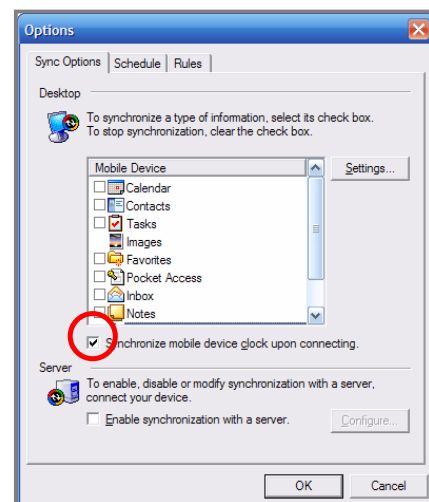 Options
Sync Options Schedule Rules
Desktop
To synchronize a type of information, select its check box.
To stop synchronization, clear the check box.
Mobile Device
Settings...
Calendar
Contacts
Tasks
Images
Favorites
Pocket Access
Inbox
Notes
Synchronize mobile device clock upon connecting.
Server
To enable, disable or modify synchronization with a server,
connect your device.
Enable synchronization with a server.
Configure...
OK Cancel